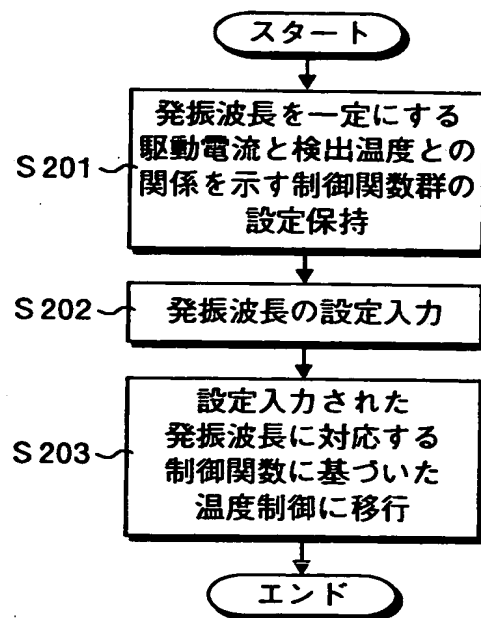 スタート
発振波長を一定にする
駆動電流と検出温度との
関係を示す制御関数群の
設定保持
S201
発振波長の設定入力
S202
設定入力された
発振波長に対応する
制御関数に基づいた
温度制御に移行
S203
エンド